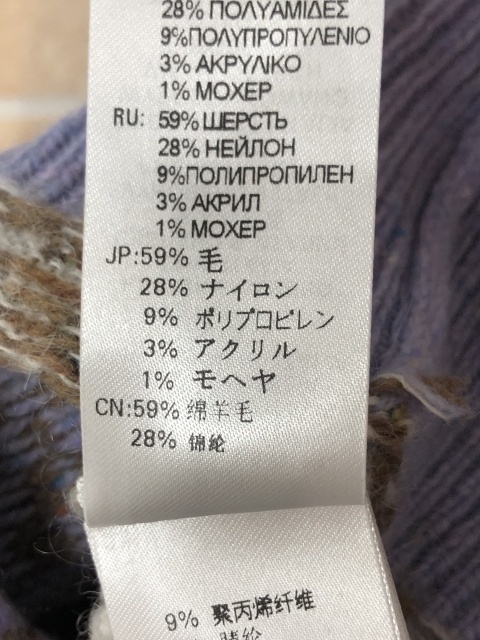 28% ΠΟΛΥΑΜΙΔΕΣ
9%ΠΟΛΥΠΡΟΠΥΛΕΝΙΟ
3% ΑΚΡΥΛΙΚΟ
1% ΜΟΧΕΡ
RU: 59% ШЕРСТЬ
28% НЕЙЛОН
9%ПОЛИПРОПИЛЕН
3% АКРИЛ
1% МОХЕР
JP:59% 毛
28% ナイロン
9% ポリプロピレン
3% アクリル
1% モヘヤ
CN:59% 绵羊毛
28% 锦纶
9% 聚丙烯纤维